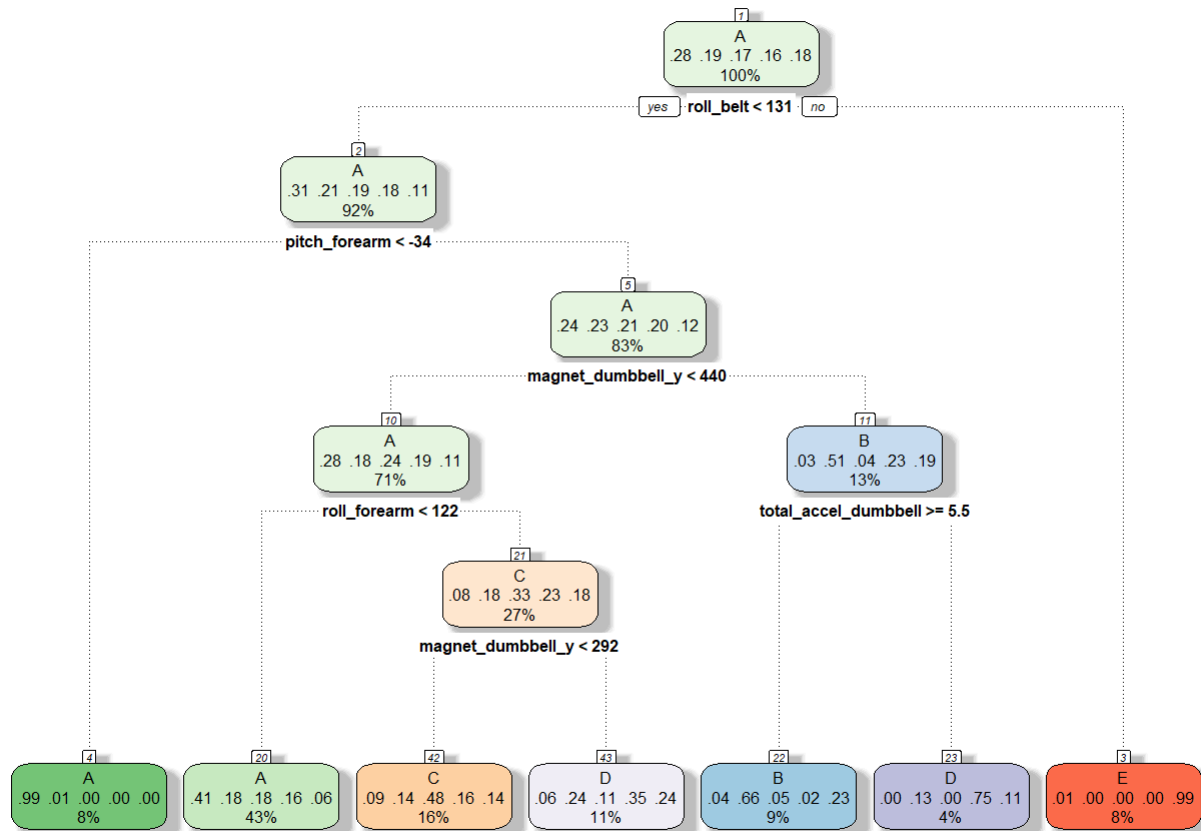 1
A
.28 .19 .17 .16 .18
100%
yes roll_belt < 131 no
2
A
.31 .21 .19 .18 .11
92%
pitch_forearm < -34
5
A
.24 .23 .21 .20 .12
83%
magnet_dumbbell_y < 440
10
A
.28 .18 .24 .19 .11
71%
roll_forearm < 122
11
B
.03 .51 .04 .23 .19
13%
total_accel_dumbbell >= 5.5
21
C
.08 .18 .33 .23 .18
27%
magnet_dumbbell_y < 292
4
A
.99 .01 .00 .00 .00
8%
20
A
.41 .18 .18 .16 .06
43%
42
C
.09 .14 .48 .16 .14
16%
43
D
.06 .24 .11 .35 .24
11%
22
B
.04 .66 .05 .02 .23
9%
23
D
.00 .13 .00 .75 .11
4%
3
E
.01 .00 .00 .00 .99
8%